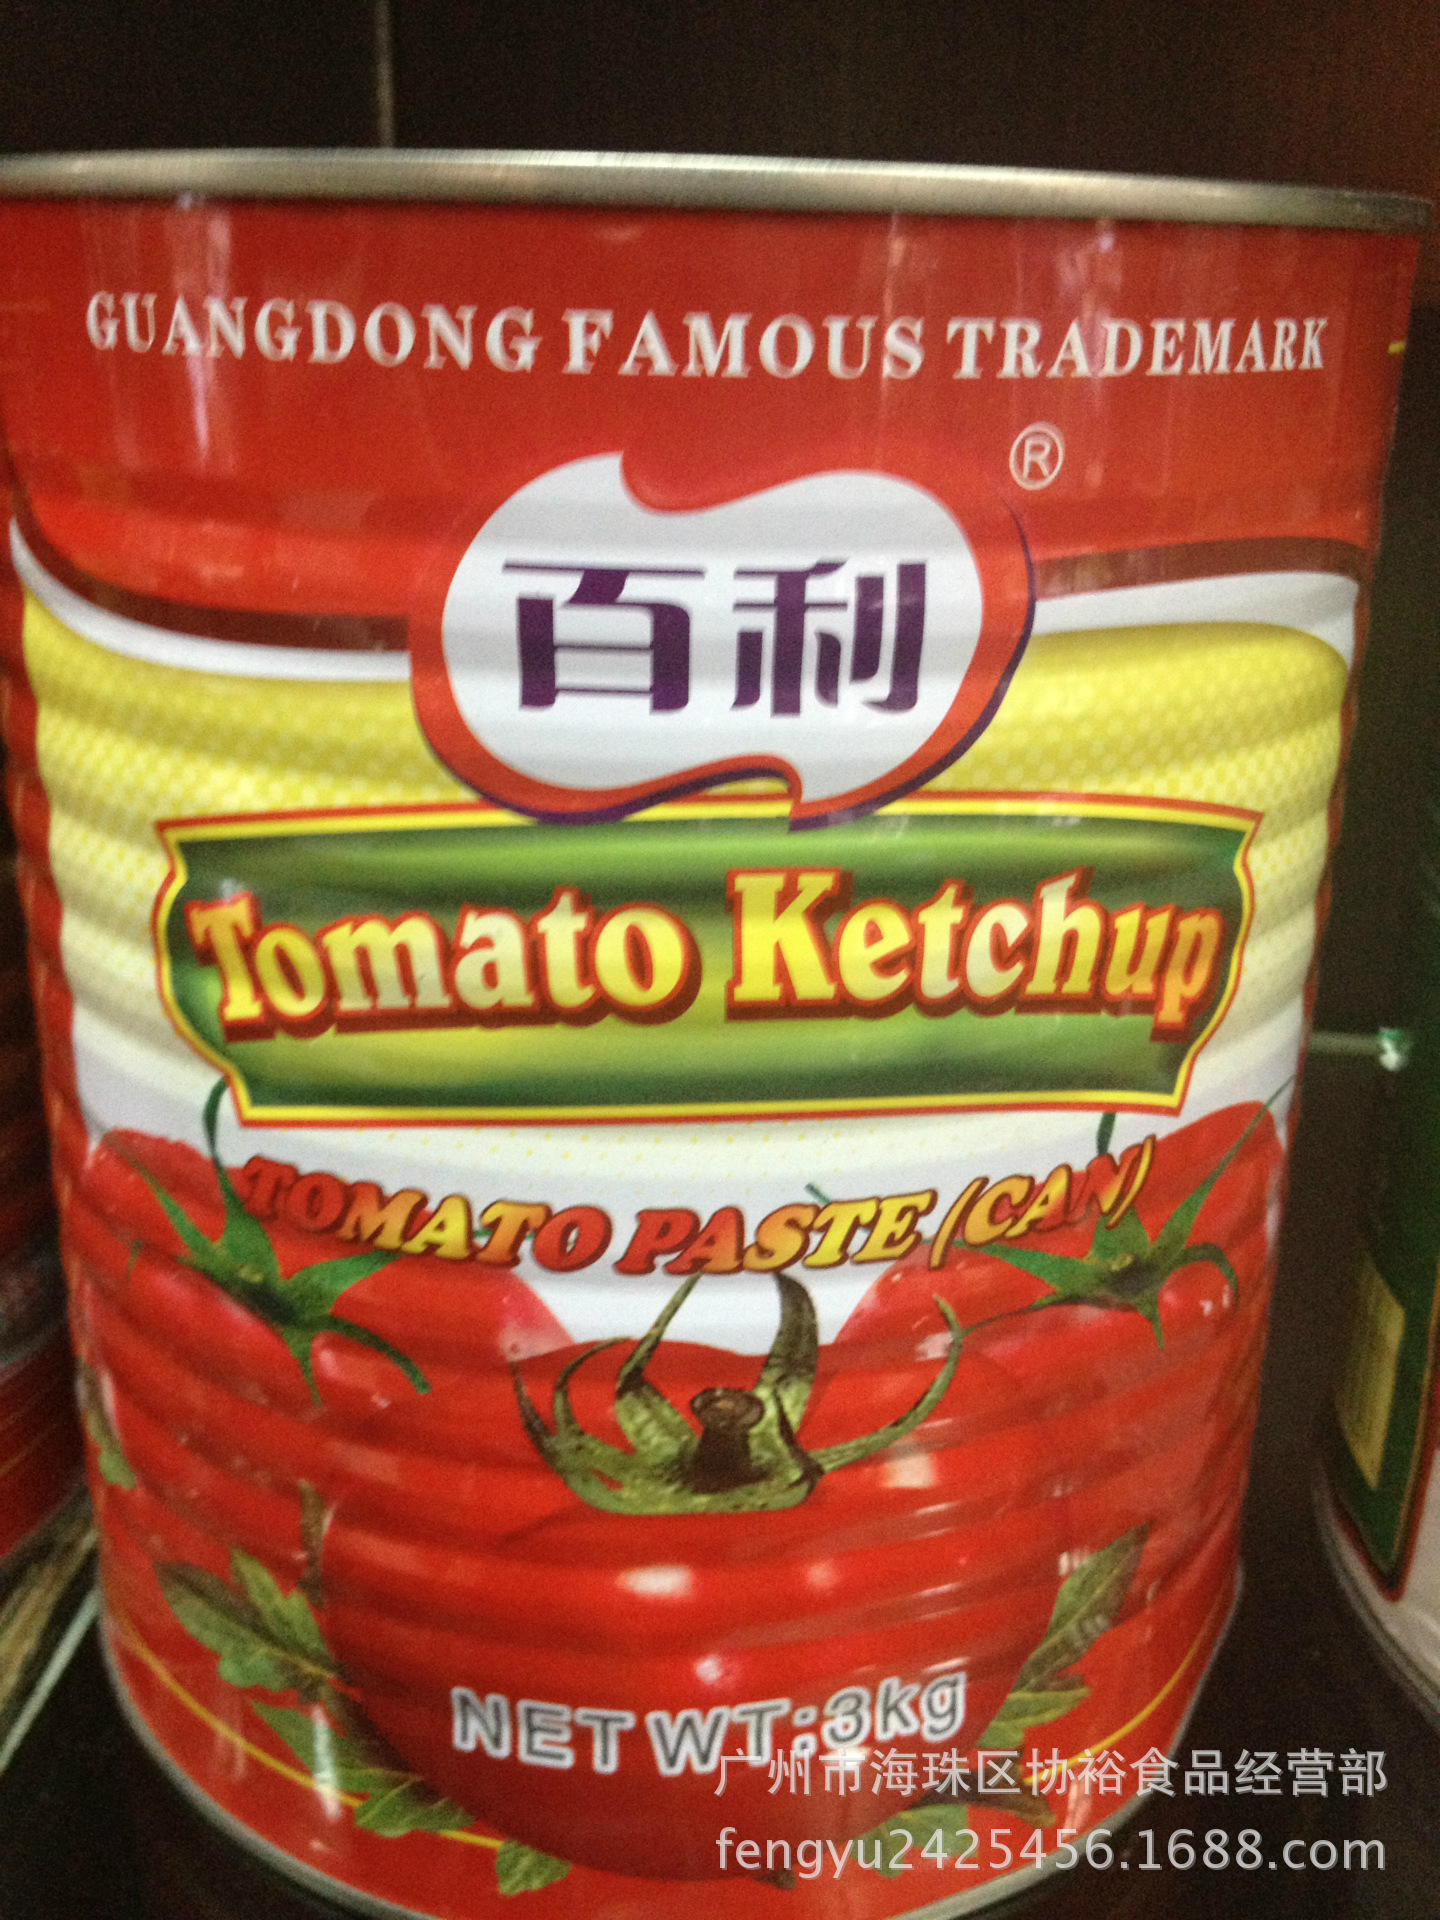 GUANGDONG FAMOUS TRADEMARK
®
百利
Tomato Ketchup
TOMATO PASTE (CAN)
NET WT:3kg
广州市海珠区协裕食品经营部
fengyu2425456.1688.com